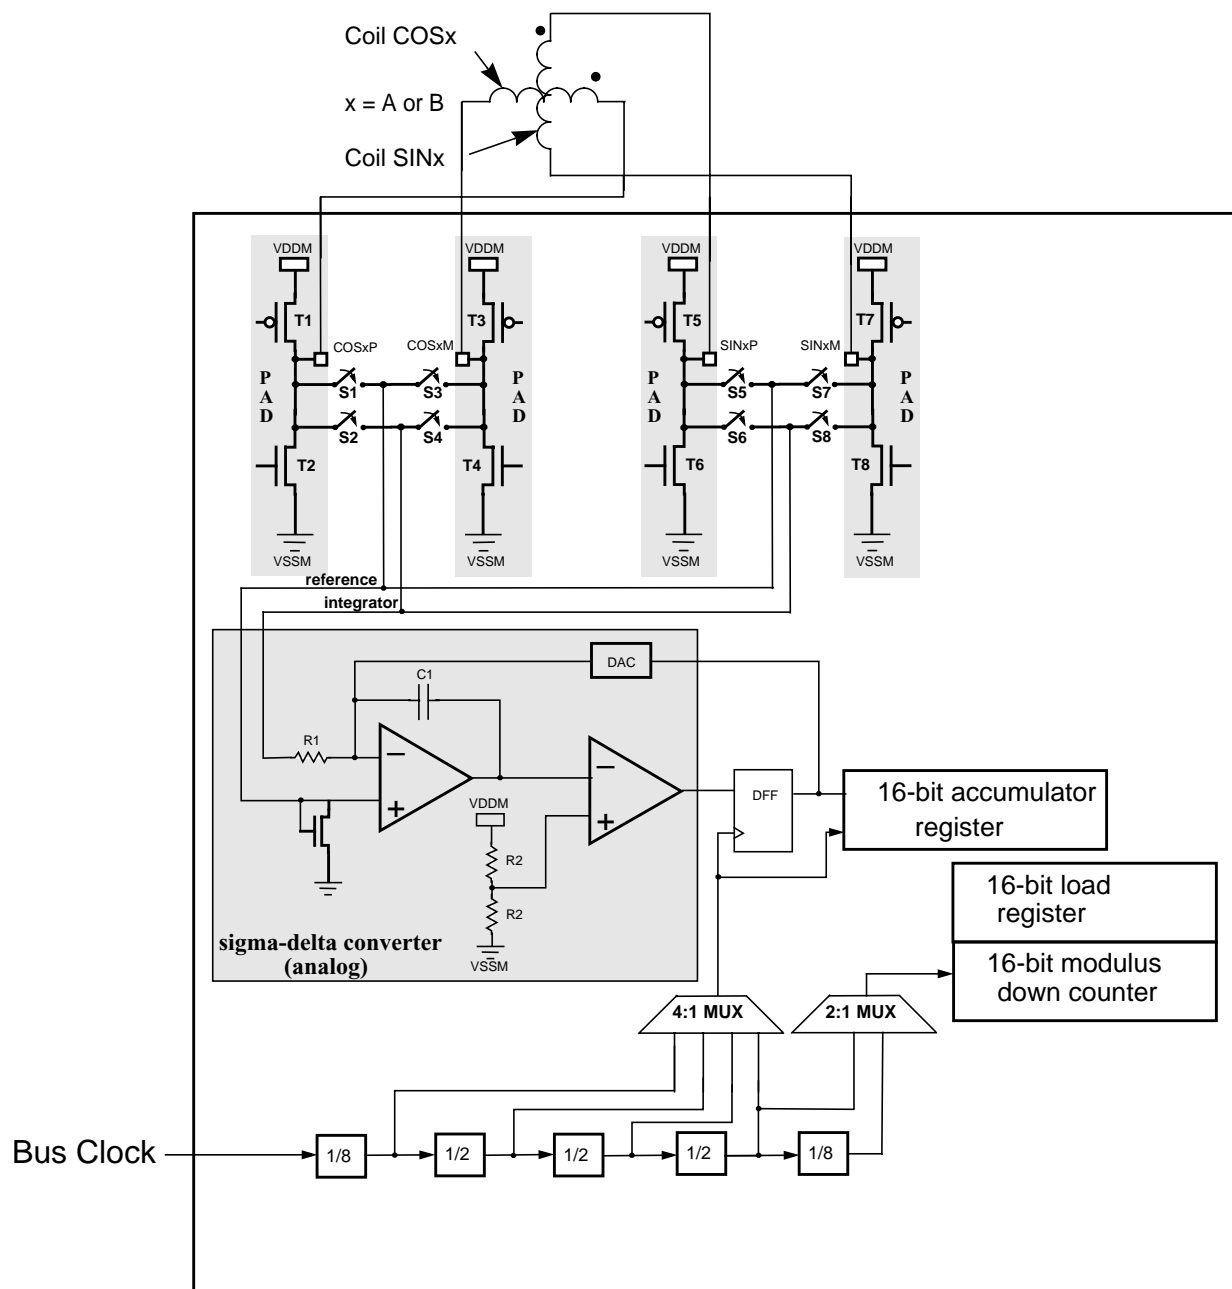 Coil COSx
x = A or B
Coil SINx
VDDM
VDDM
VDDM
VDDM
T1
T3
T5
T7
COSxP
COSxM
SINxP
SINxM
P
A
D
P
A
D
P
A
D
P
A
D
S1
S3
S5
S7
S2
S4
S6
S8
T2
T4
T6
T8
VSSM
VSSM
VSSM
VSSM
reference
integrator
DAC
C1
R1
−
+
−
+
VDDM
R2
R2
VSSM
DFF
16-bit accumulator
register
16-bit load
register
16-bit modulus
down counter
sigma-delta converter
(analog)
4:1 MUX
2:1 MUX
Bus Clock
1/8
1/2
1/2
1/2
1/8